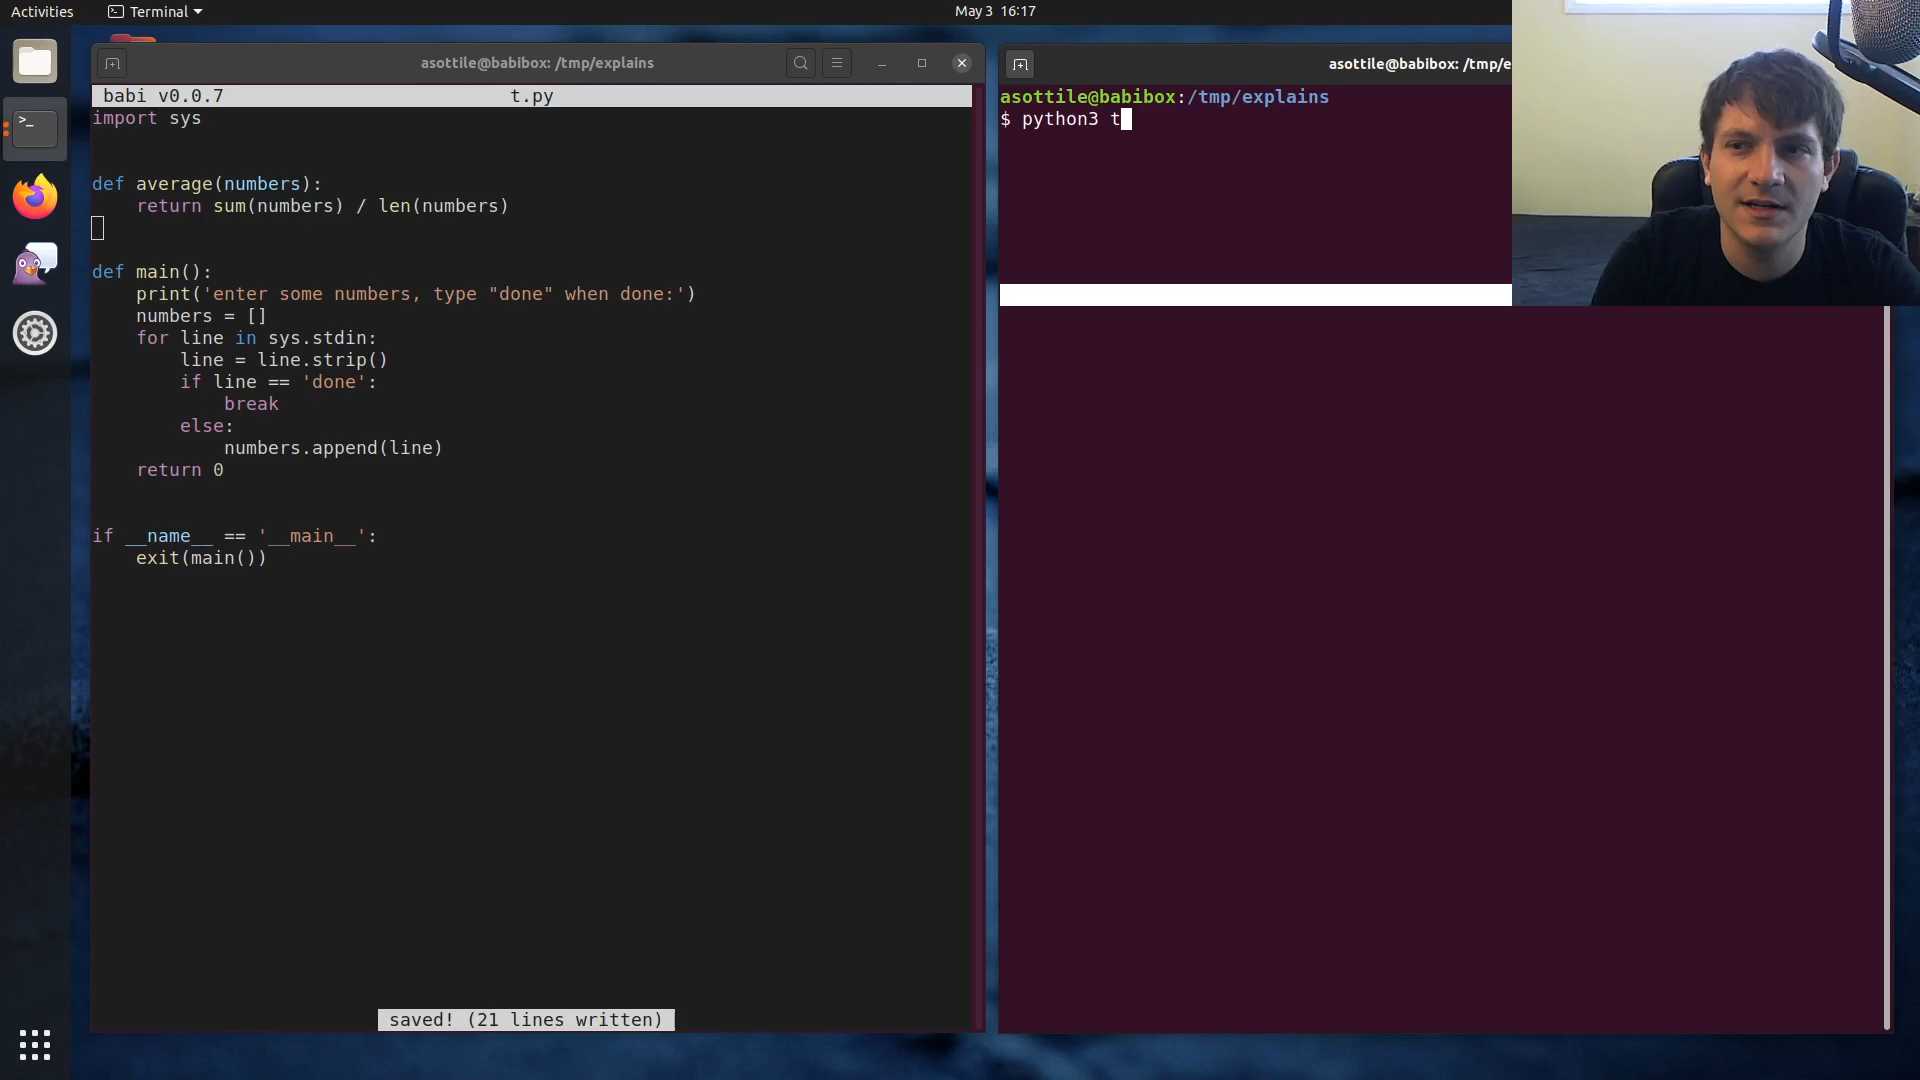 Activities
Terminal
May 3 16:17
asottile@babibox: /tmp/explains
babi v0.0.7
t.py
import sys
def average(numbers):
    return sum(numbers) / len(numbers)
def main():
    print('enter some numbers, type "done" when done:')
    numbers = []
    for line in sys.stdin:
        line = line.strip()
        if line == 'done':
            break
        else:
            numbers.append(line)
    return 0
if __name__ == '__main__':
    exit(main())
saved! (21 lines written)
asottile@babibox: /tmp/e
asottile@babibox:/tmp/explains
$ python3 t